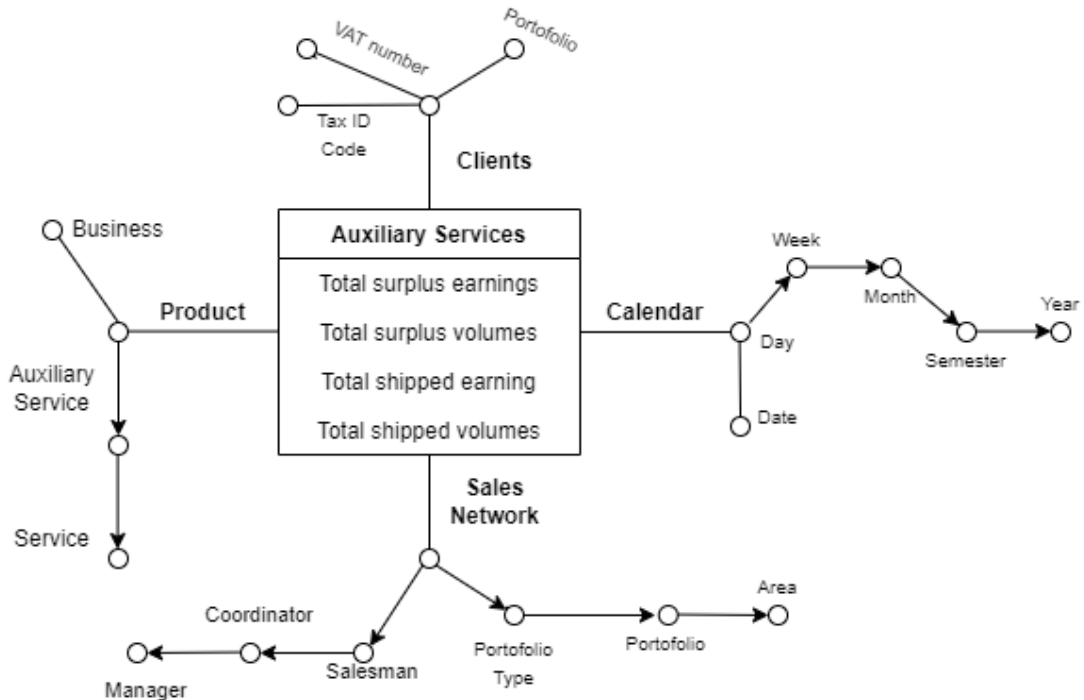 VAT number
Portofolio
Tax ID
Code
Clients
Business
Auxiliary Services
Total surplus earnings
Total surplus volumes
Total shipped earning
Total shipped volumes
Product
Calendar
Week
Month
Year
Day
Semester
Date
Auxiliary
Service
Service
Sales
Network
Coordinator
Manager
Salesman
Portofolio
Type
Portofolio
Area